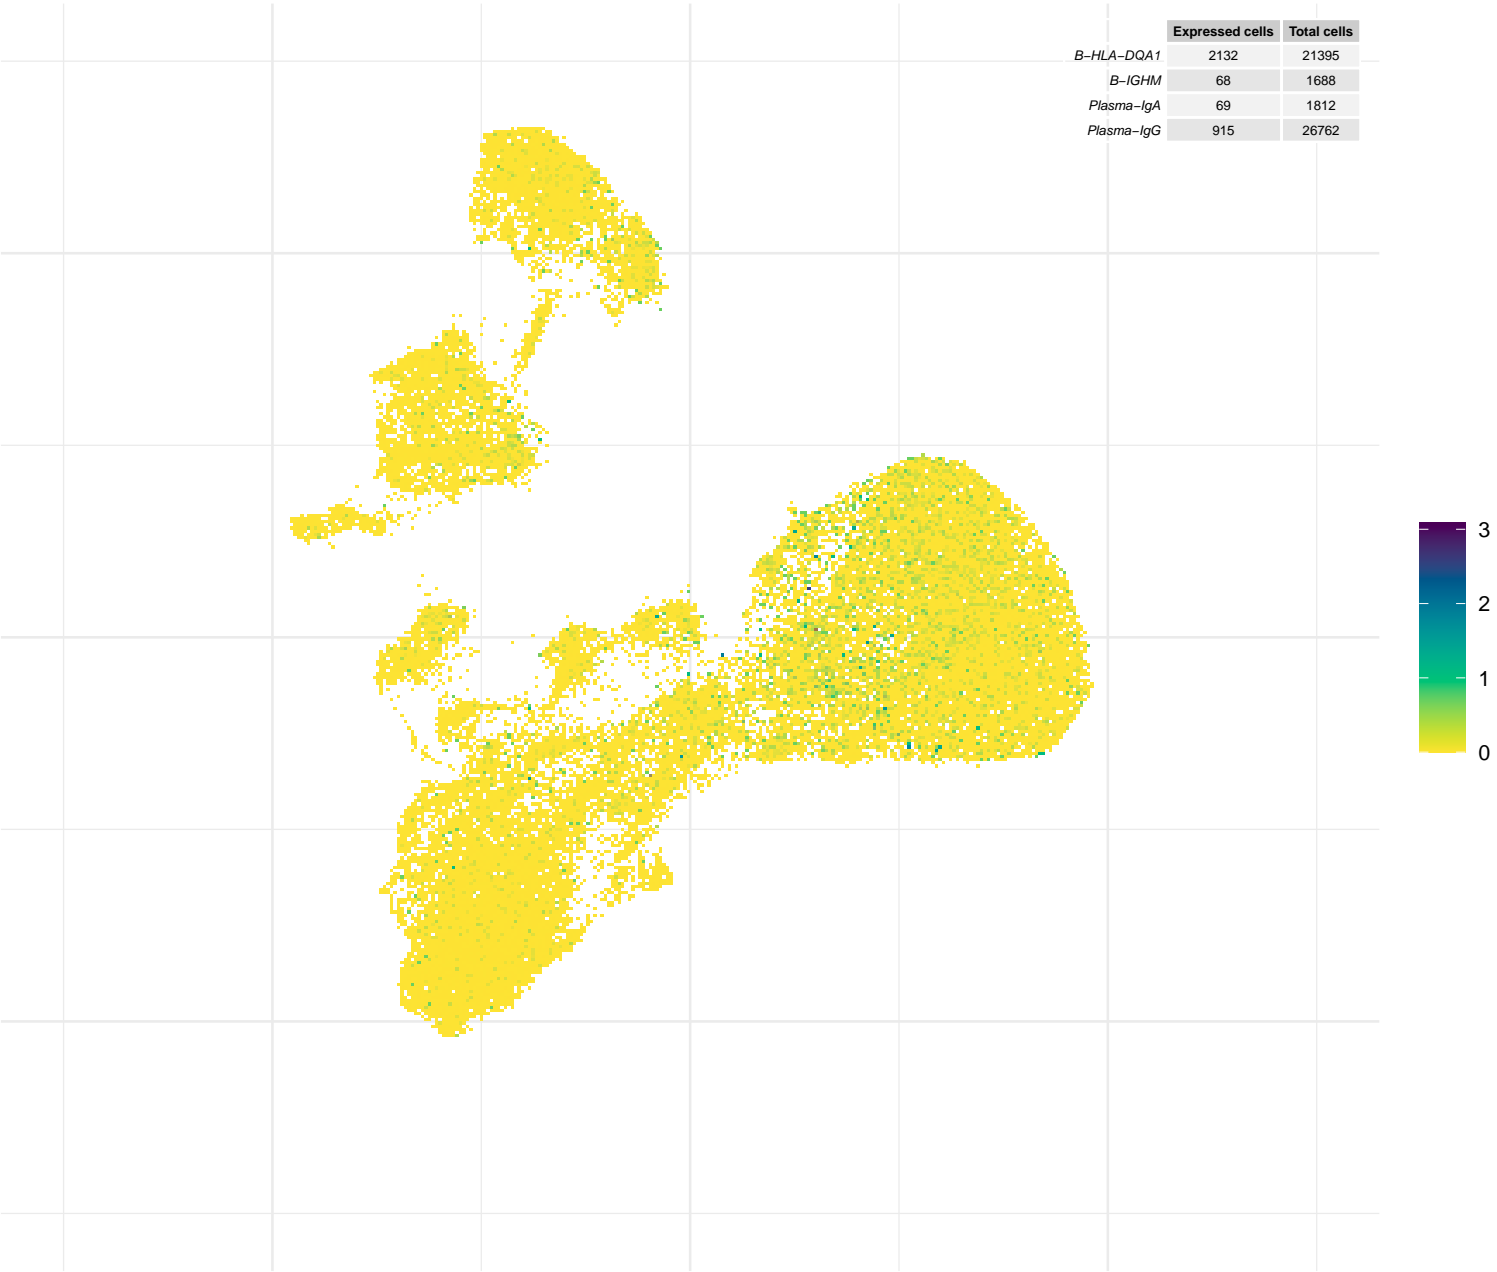 Expressed cells Total cells
B−HLA−DQA1 2132 21395
B−IGHM 68 1688
Plasma−IgA 69 1812
Plasma−IgG 915 26762
3
2
1
0